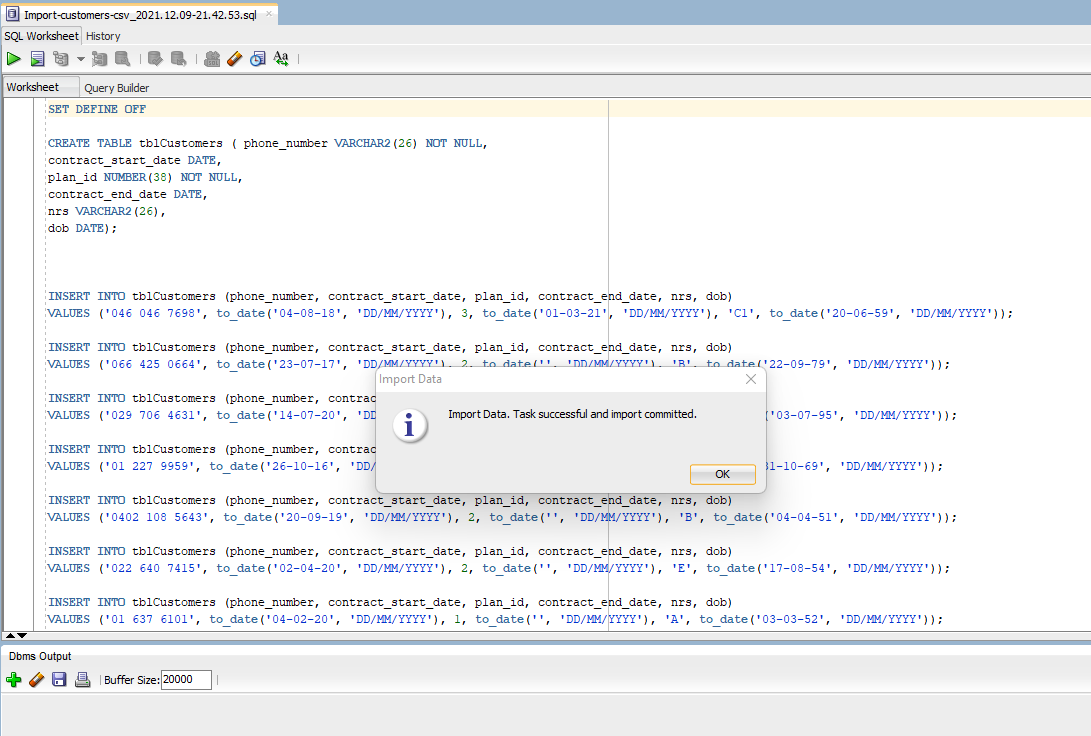 Import-customers-csv_2021.12.09-21.42.53.sql
SQL Worksheet History
Aa
Worksheet Query Builder
SET DEFINE OFF
CREATE TABLE tblCustomers ( phone_number VARCHAR2(26) NOT NULL,
contract_start_date DATE,
plan_id NUMBER(38) NOT NULL,
contract_end_date DATE,
nrs VARCHAR2(26),
dob DATE);
INSERT INTO tblCustomers (phone_number, contract_start_date, plan_id, contract_end_date, nrs, dob)
VALUES ('046 046 7698', to_date('04-08-18', 'DD/MM/YYYY'), 3, to_date('01-03-21', 'DD/MM/YYYY'), 'C1', to_date('20-06-59', 'DD/MM/YYYY'));
INSERT INTO tblCustomers (phone_number, contract_start_date, plan_id, contract_end_date, nrs, dob)
VALUES ('066 425 0664', to_date('23-07-17', 'DD/MM/YYYY'), 2, to_date('', 'DD/MM/YYYY'), 'B', to_date('22-09-79', 'DD/MM/YYYY'));
INSERT INTO tblCustomers (phone_number, contrac
VALUES ('029 706 4631', to_date('14-07-20', 'DD ('03-07-95', 'DD/MM/YYYY'));
INSERT INTO tblCustomers (phone_number, contrac
VALUES ('01 227 9959', to_date('26-10-16', 'DD/ 31-10-69', 'DD/MM/YYYY'));
INSERT INTO tblCustomers (phone_number, contract_start_date, plan_id, contract_end_date, nrs, dob)
VALUES ('0402 108 5643', to_date('20-09-19', 'DD/MM/YYYY'), 2, to_date('', 'DD/MM/YYYY'), 'B', to_date('04-04-51', 'DD/MM/YYYY'));
INSERT INTO tblCustomers (phone_number, contract_start_date, plan_id, contract_end_date, nrs, dob)
VALUES ('022 640 7415', to_date('02-04-20', 'DD/MM/YYYY'), 2, to_date('', 'DD/MM/YYYY'), 'E', to_date('17-08-54', 'DD/MM/YYYY'));
INSERT INTO tblCustomers (phone_number, contract_start_date, plan_id, contract_end_date, nrs, dob)
VALUES ('01 637 6101', to_date('04-02-20', 'DD/MM/YYYY'), 1, to_date('', 'DD/MM/YYYY'), 'A', to_date('03-03-52', 'DD/MM/YYYY'));
Import Data
Import Data. Task successful and import committed.
OK
Dbms Output
Buffer Size: 20000